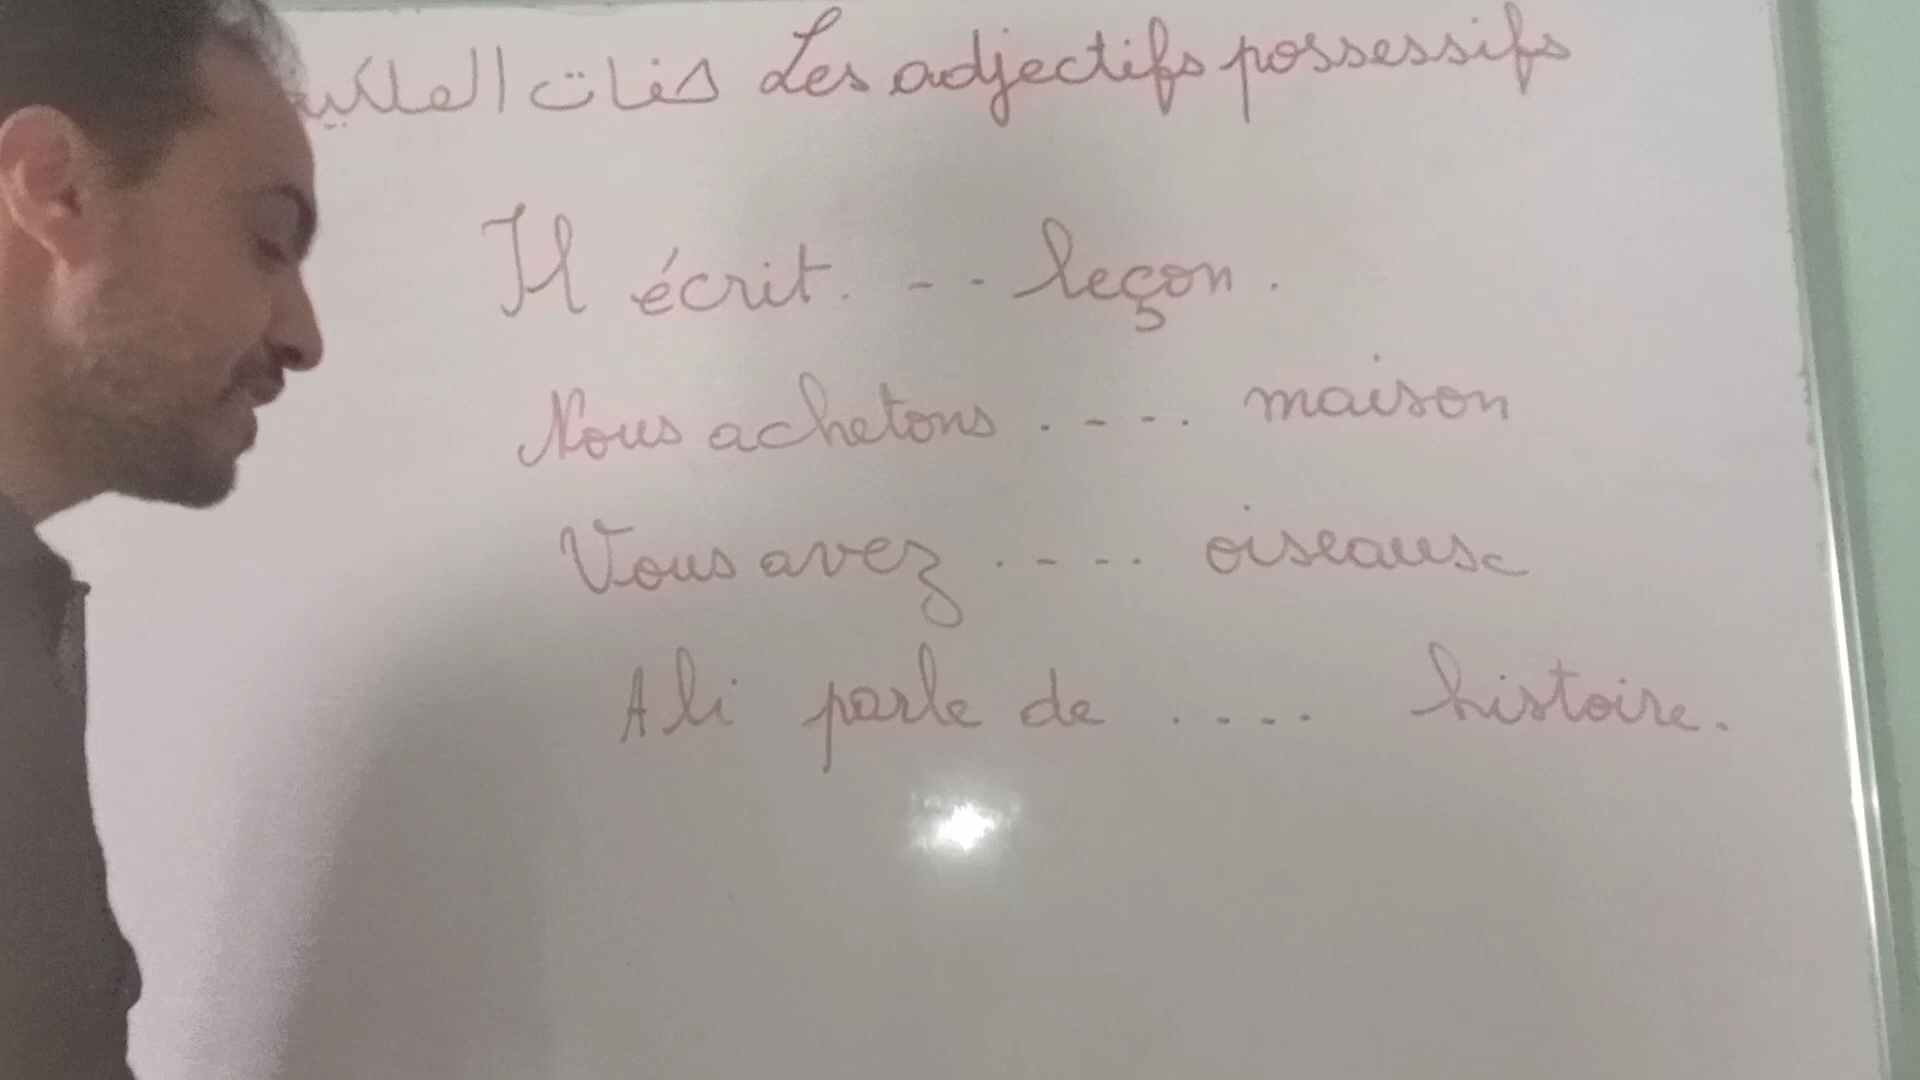 Les adjectifs possessifs صفات الملكية
Il écrit. - - - leçon.
Nous achetons . - - - . maison
Vous avez . - - - . oiseaux
Ali parle de . . . . histoire.